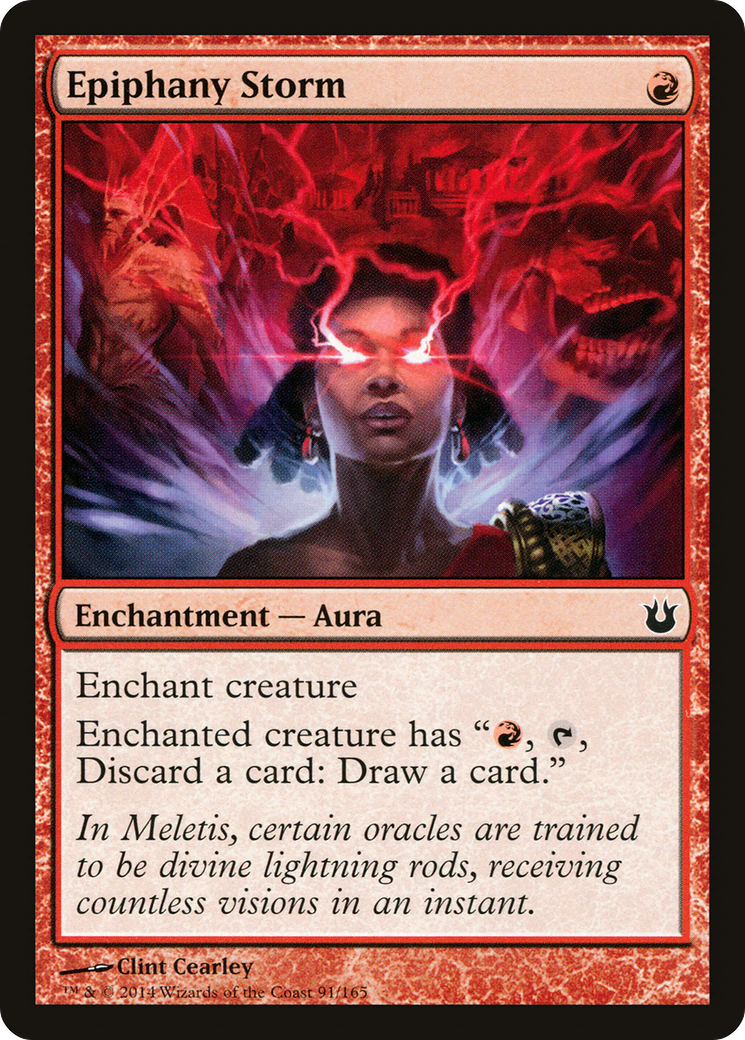 Epiphany Storm
Enchantment — Aura
Enchant creature
Enchanted creature has “, ,
Discard a card: Draw a card.”
In Meletis, certain oracles are trained
to be divine lightning rods, receiving
countless visions in an instant.
Clint Cearley
™ & © 2014 Wizards of the Coast 91/165